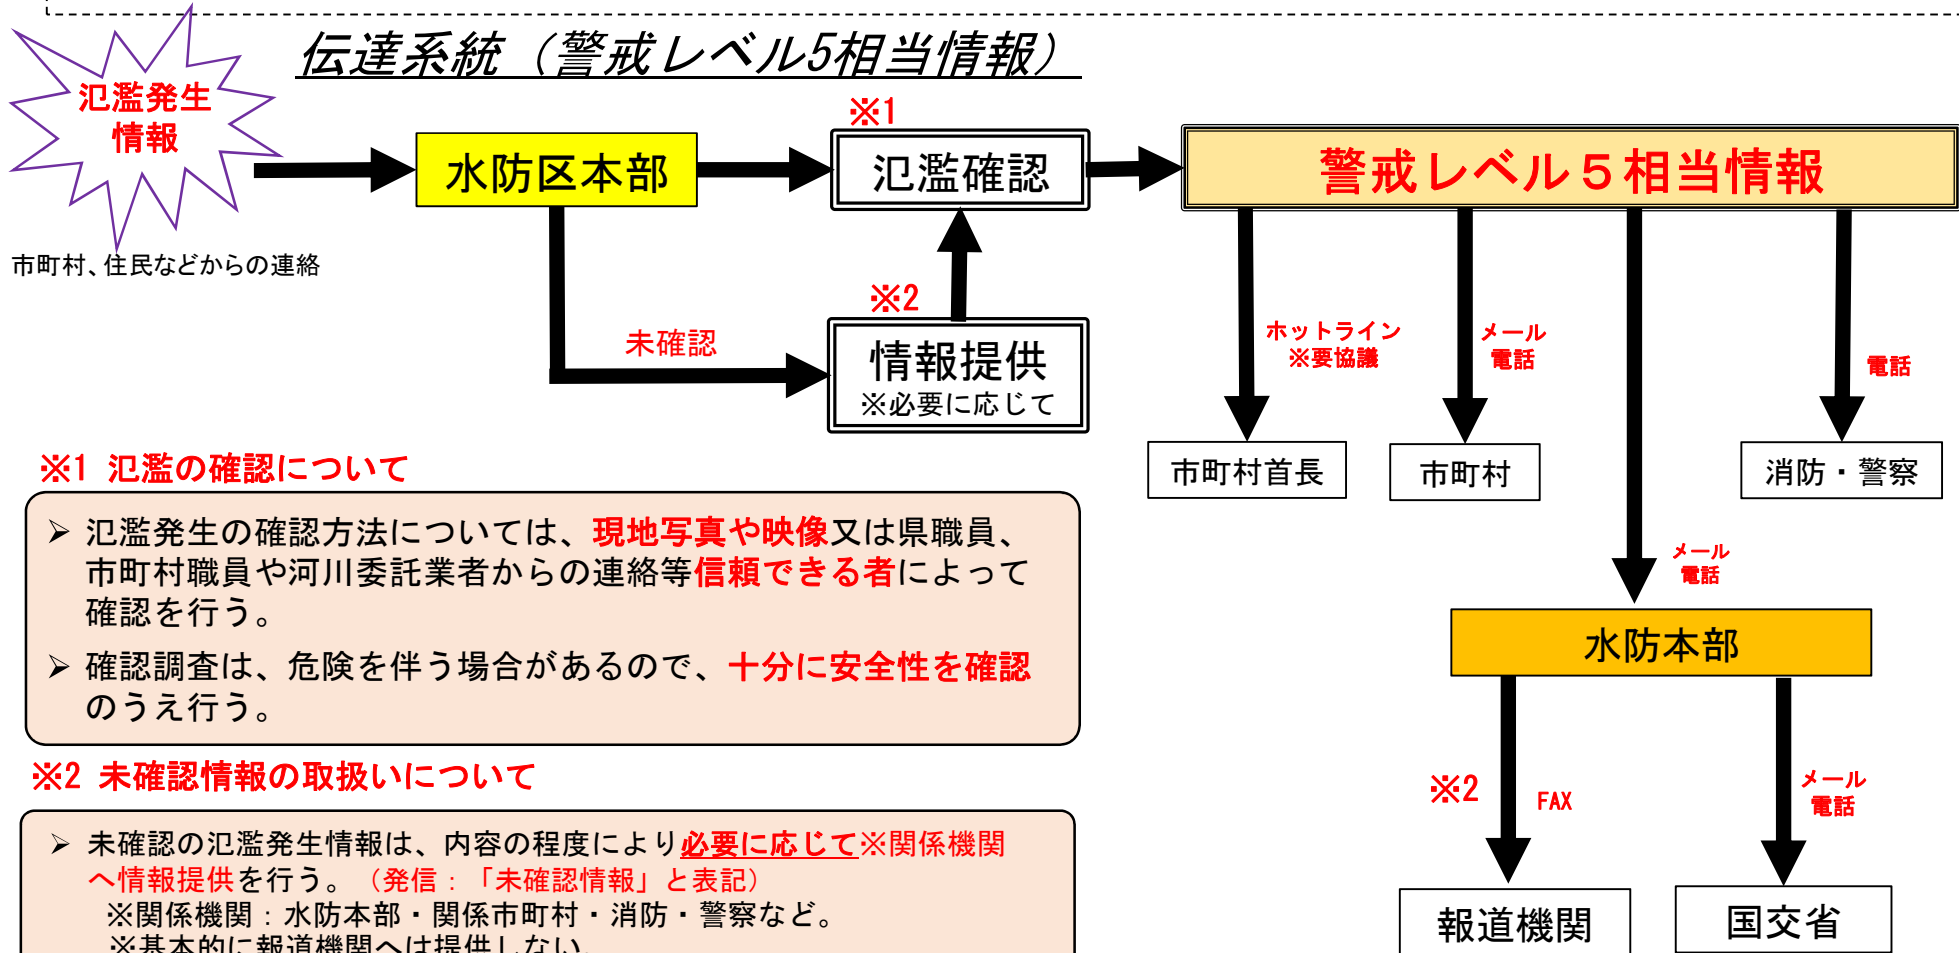 伝達系統（警戒レベル5相当情報）
氾濫発生
情報
市町村、住民などからの連絡
水防区本部
※1
氾濫確認
警戒レベル５相当情報
未確認
※2
情報提供
※必要に応じて
ホットライン
※要協議
メール
電話
電話
市町村首長
市町村
消防・警察
メール
電話
水防本部
※2
FAX
メール
電話
報道機関
国交省
※1 氾濫の確認について
➢ 氾濫発生の確認方法については、現地写真や映像又は県職員、
市町村職員や河川委託業者からの連絡等信頼できる者によって
確認を行う。
➢ 確認調査は、危険を伴う場合があるので、十分に安全性を確認
のうえ行う。
※2 未確認情報の取扱いについて
➢ 未確認の氾濫発生情報は、内容の程度により必要に応じて※関係機関
へ情報提供を行う。（発信：「未確認情報」と表記）
※関係機関：水防本部・関係市町村・消防・警察など。
※基本的に報道機関へは提供しない。